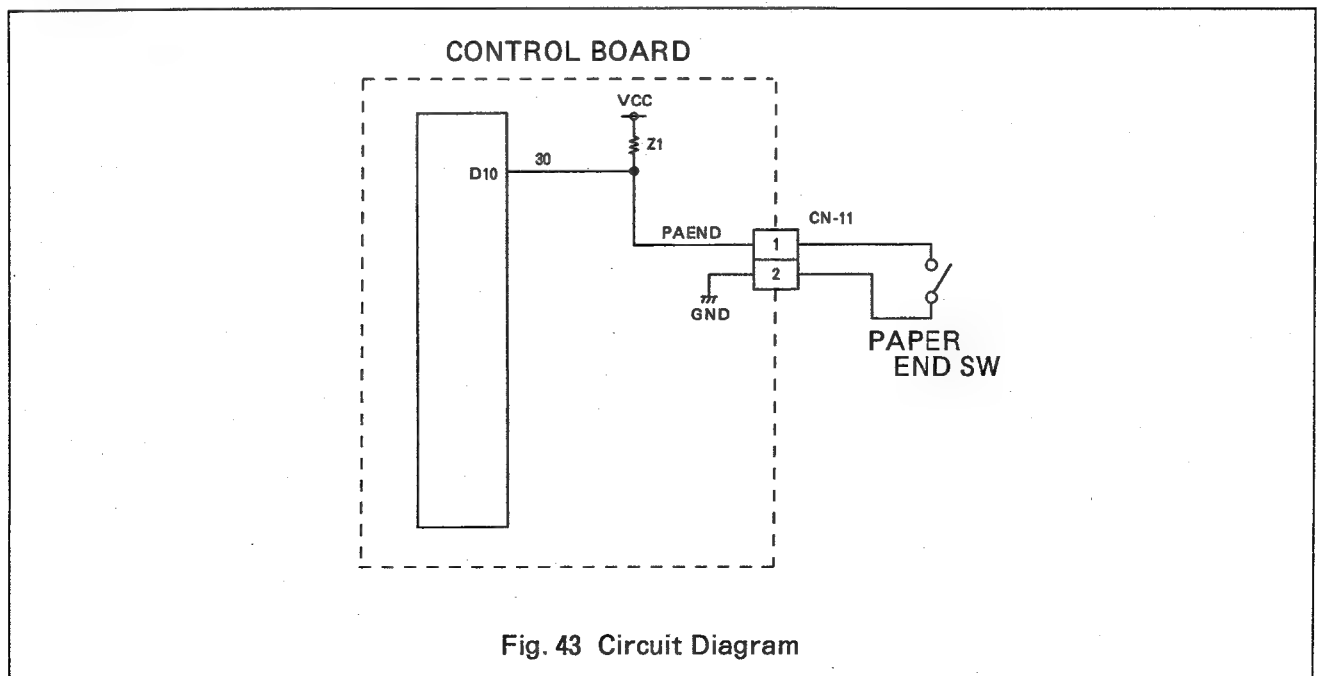 CONTROL BOARD
VCC
Z1
30
D10
CN-11
PAEND
1
2
GND
PAPER
END SW
Fig. 43 Circuit Diagram